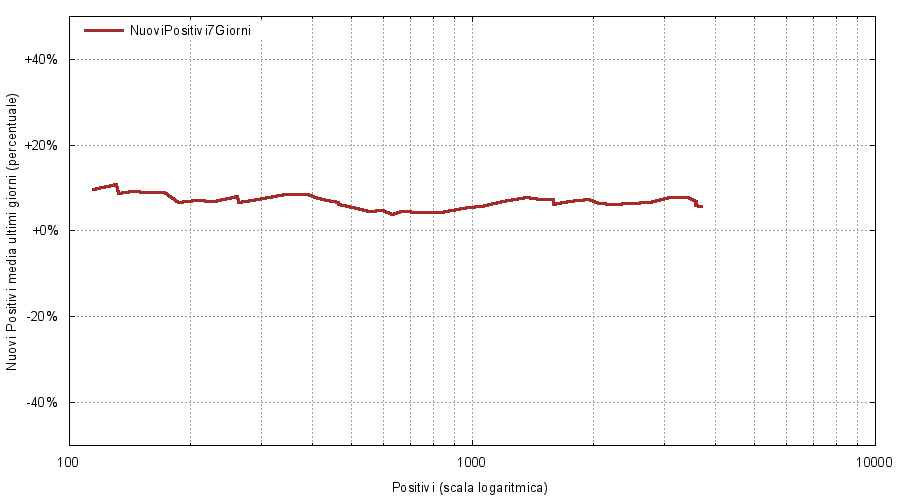 NuoviPositivi7Giorni
+40%
+20%
+0%
-20%
-40%
Nuovi Positivi media ultimi giorni (percentuale)
100
1000
10000
Positivi (scala logaritmica)